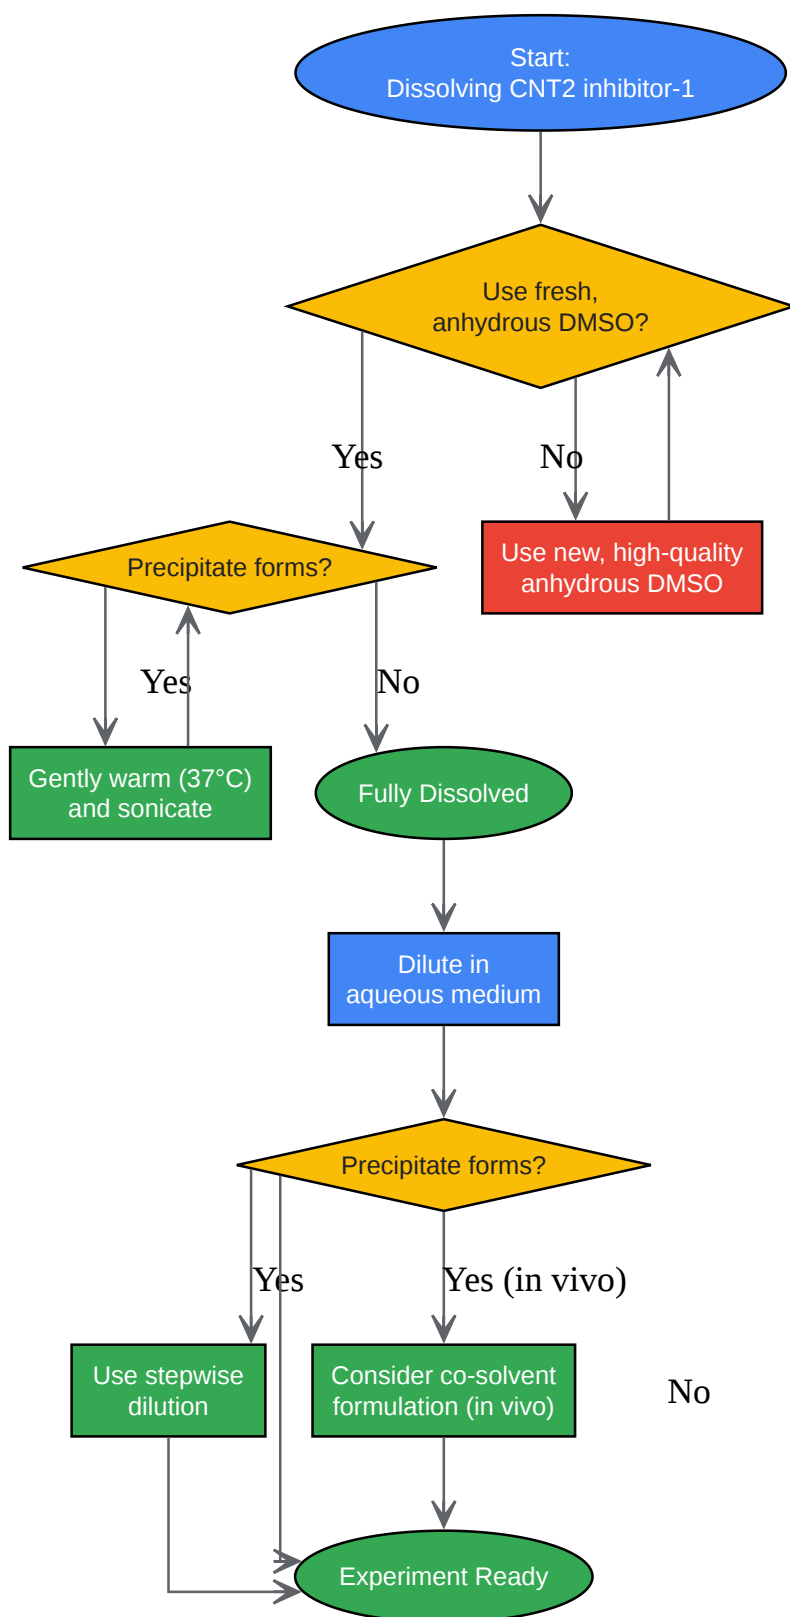 Start:
Dissolving CNT2 inhibitor-1
Use fresh,
anhydrous DMSO?
Yes
No
Precipitate forms?
Use new, high-quality
anhydrous DMSO
Yes
No
Gently warm (37°C)
and sonicate
Fully Dissolved
Dilute in
aqueous medium
Precipitate forms?
Yes
Yes (in vivo)
Use stepwise
dilution
Consider co-solvent
formulation (in vivo)
No
Experiment Ready